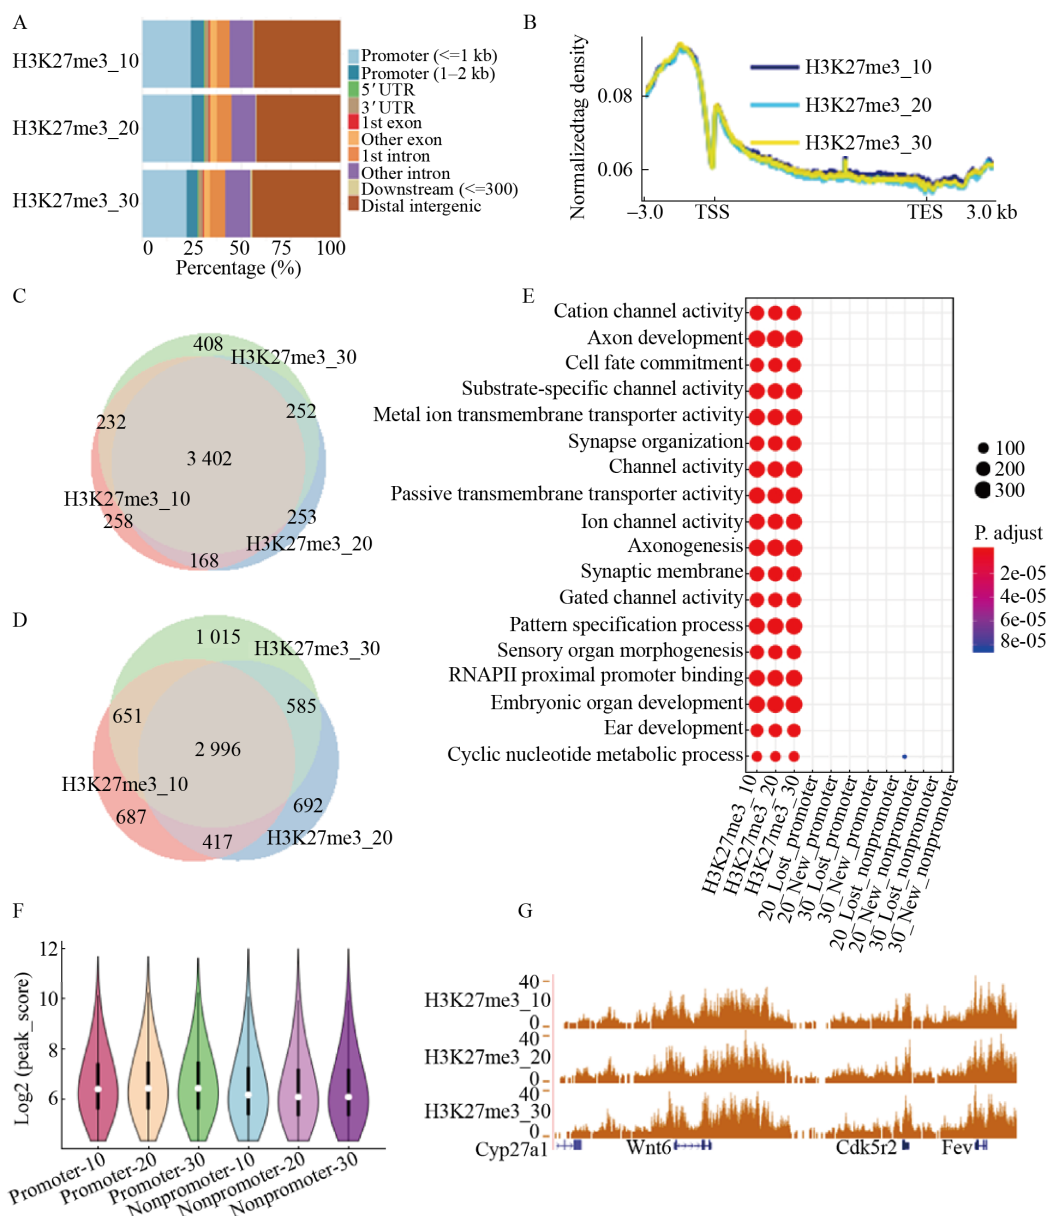 A
H3K27me3_10
H3K27me3_20
H3K27me3_30
0 25 50 75 100
Percentage (%)
Promoter (<=1 kb)
Promoter (1–2 kb)
5′UTR
3′UTR
1st exon
Other exon
1st intron
Other intron
Downstream (<=300)
Distal intergenic
B
Normalizedtag density
0.08
0.06
−3.0 TSS TES 3.0 kb
H3K27me3_10
H3K27me3_20
H3K27me3_30
C
408
H3K27me3_30
232
252
3 402
H3K27me3_10
258
253
H3K27me3_20
168
D
1 015
H3K27me3_30
651
585
2 996
H3K27me3_10
687
692
H3K27me3_20
417
E
Cation channel activity
Axon development
Cell fate commitment
Substrate-specific channel activity
Metal ion transmembrane transporter activity
Synapse organization
Channel activity
Passive transmembrane transporter activity
Ion channel activity
Axonogenesis
Synaptic membrane
Gated channel activity
Pattern specification process
Sensory organ morphogenesis
RNAPII proximal promoter binding
Embryonic organ development
Ear development
Cyclic nucleotide metabolic process
H3K27me3_10
H3K27me3_20
H3K27me3_30
20_Lost_promoter
20_New_promoter
30_Lost_promoter
30_New_promoter
20_Lost_nonpromoter
20_New_nonpromoter
30_Lost_nonpromoter
30_New_nonpromoter
100
200
300
P. adjust
2e-05
4e-05
6e-05
8e-05
F
Log2 (peak_score)
12
10
8
6
Promoter-10
Promoter-20
Promoter-30
Nonpromoter-10
Nonpromoter-20
Nonpromoter-30
G
40
H3K27me3_10
0
40
H3K27me3_20
0
40
H3K27me3_30
0
Cyp27a1 Wnt6 Cdk5r2 Fev